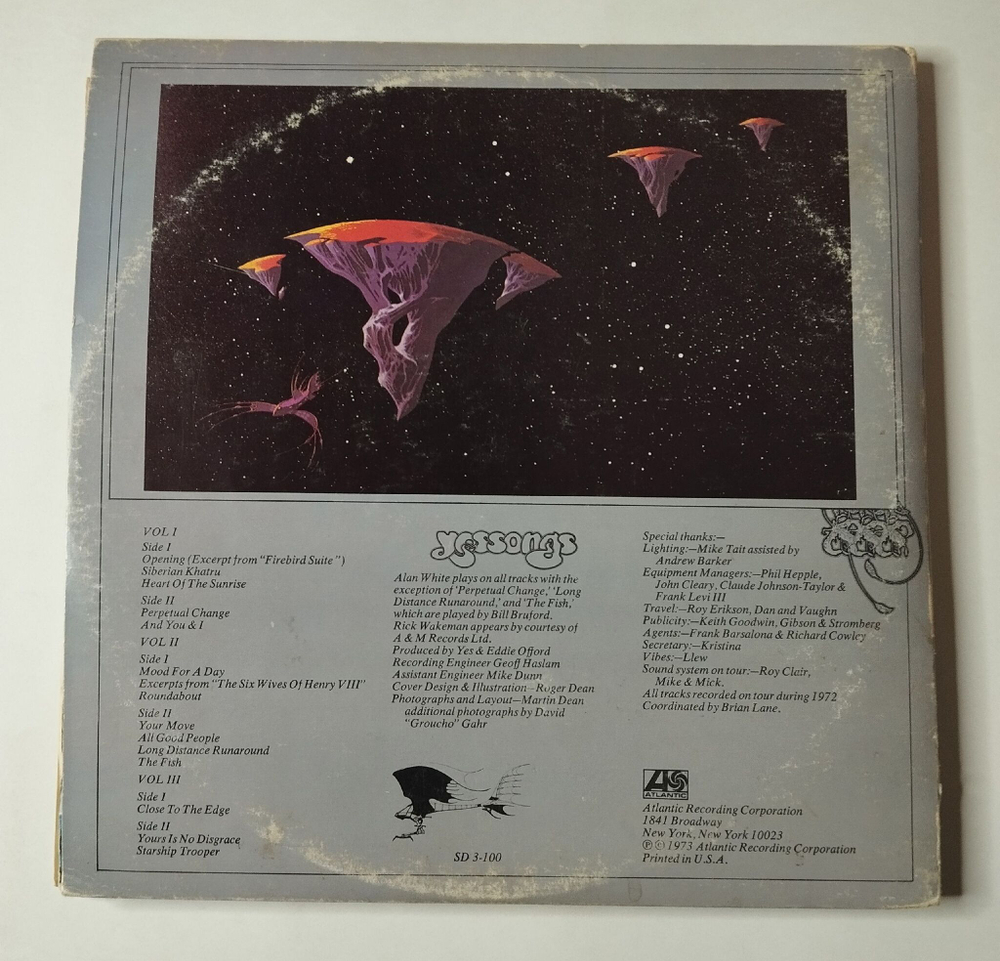 VOL I
Side I
Opening (Excerpt from "Firebird Suite")
Siberian Khatru
Heart Of The Sunrise
Side II
Perpetual Change
And You & I
VOL II
Side I
Mood For A Day
Excerpts from "The Six Wives Of Henry VIII"
Roundabout
Side II
Your Move
All Good People
Long Distance Runaround
The Fish
VOL III
Side I
Close To The Edge
Side II
Yours Is No Disgrace
Starship Trooper
yessongs
Alan White plays on all tracks with the
exception of 'Perpetual Change,' 'Long
Distance Runaround,' and 'The Fish,'
which are played by Bill Bruford.
Rick Wakeman appears by courtesy of
A & M Records Ltd.
Produced by Yes & Eddie Offord
Recording Engineer Geoff Haslam
Assistant Engineer Mike Dunn
Cover Design & Illustration—Roger Dean
Photographs and Layout—Martin Dean
additional photographs by David
"Groucho" Gahr
SD 3-100
Special thanks:—
Lighting:—Mike Tait assisted by
Andrew Barker
Equipment Managers:—Phil Hepple,
John Cleary, Claude Johnson-Taylor &
Frank Levi III
Travel:—Roy Erikson, Dan and Vaughn
Publicity:—Keith Goodwin, Gibson & Stromberg
Agents:—Frank Barsalona & Richard Cowley
Secretary:—Kristina
Vibes:—Llew
Sound system on tour:—Roy Clair,
Mike & Mick.
All tracks recorded on tour during 1972
Coordinated by Brian Lane.
ATLANTIC
Atlantic Recording Corporation
1841 Broadway
New York, New York 10023
℗ © 1973 Atlantic Recording Corporation
Printed in U.S.A.